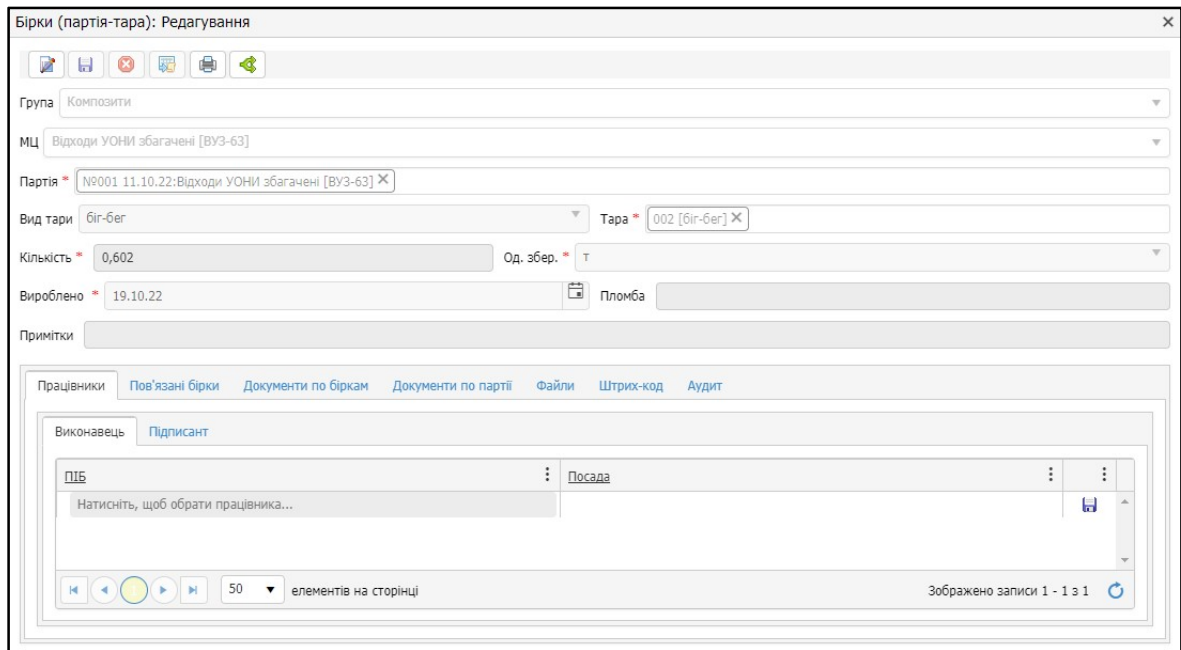 Бірки (партія-тара): Редагування
Група Композити
МЦ Відходи УОНИ збагачені [ВУЗ-63]
Партія * №001 11.10.22:Відходи УОНИ збагачені [ВУЗ-63]
Вид тари біг-бег Тара * 002 [біг-бег]
Кількість * 0,602 Од. збер. * т
Вироблено * 19.10.22 Пломба
Примітки
Працівники Пов'язані бірки Документи по біркам Документи по партії Файли Штрих-код Аудит
Виконавець Підписант
ПІБ Посада
Натисніть, щоб обрати працівника...
1 50 елементів на сторінці Зображено записи 1 - 1 з 1